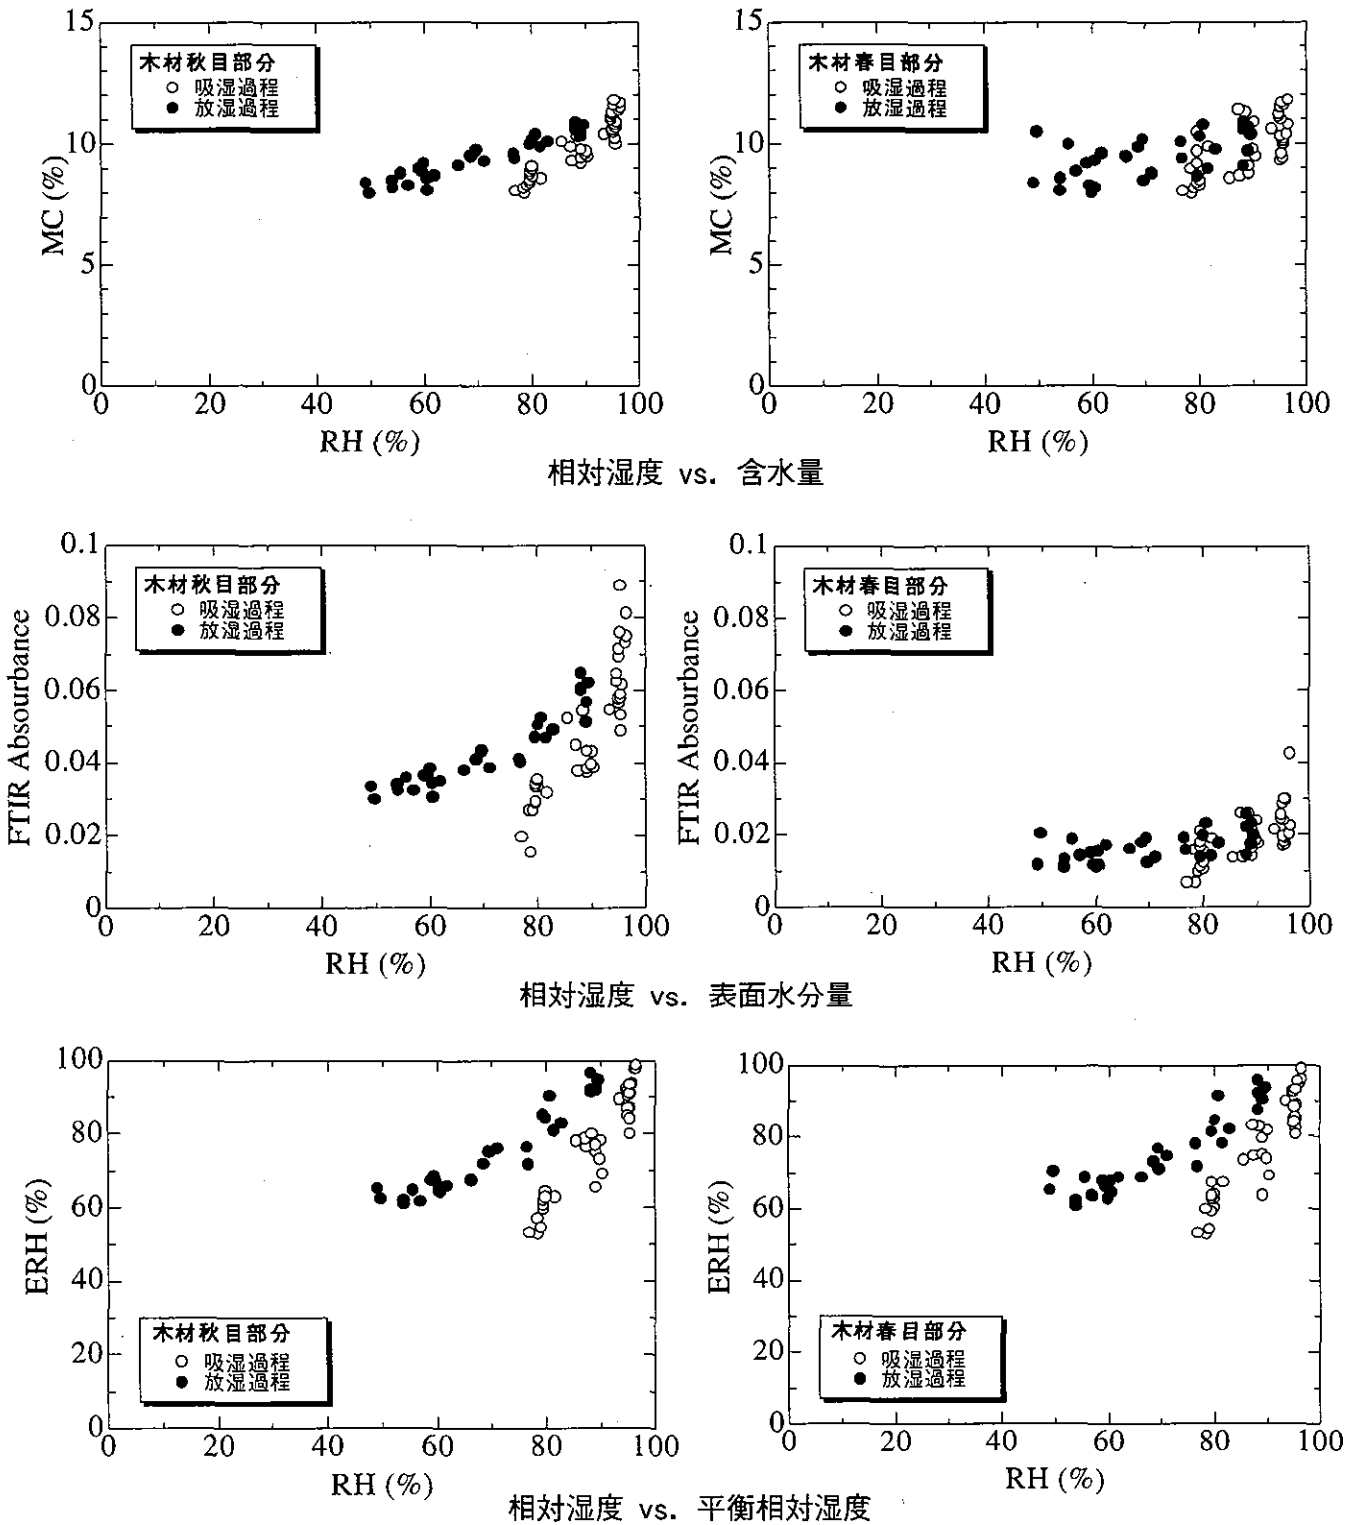 15
10
5
0
MC (%)
木材秋目部分
○ 吸湿過程
● 放湿過程
0 20 40 60 80 100
RH (%)
15
10
5
0
MC (%)
木材春目部分
○ 吸湿過程
● 放湿過程
0 20 40 60 80 100
RH (%)
相対湿度 vs. 含水量
0.1
0.08
0.06
0.04
0.02
0
FTIR Absourbance
木材秋目部分
○ 吸湿過程
● 放湿過程
0 20 40 60 80 100
RH (%)
0.1
0.08
0.06
0.04
0.02
0
FTIR Absourbance
木材春目部分
○ 吸湿過程
● 放湿過程
0 20 40 60 80 100
RH (%)
相対湿度 vs. 表面水分量
100
80
60
40
20
0
ERH (%)
木材秋目部分
○ 吸湿過程
● 放湿過程
0 20 40 60 80 100
RH (%)
100
80
60
40
20
0
ERH (%)
木材春目部分
○ 吸湿過程
● 放湿過程
0 20 40 60 80 100
RH (%)
相対湿度 vs. 平衡相対湿度